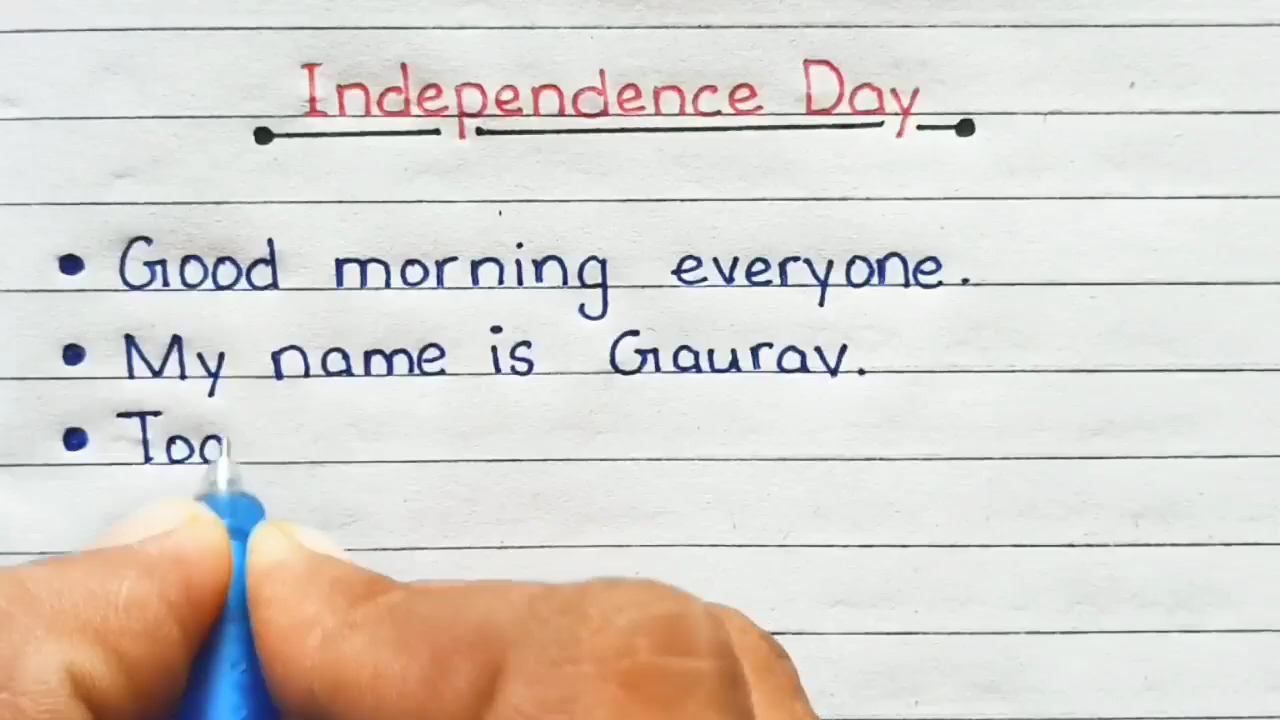 Independence Day
• Good morning everyone.
• My name is Gaurav.